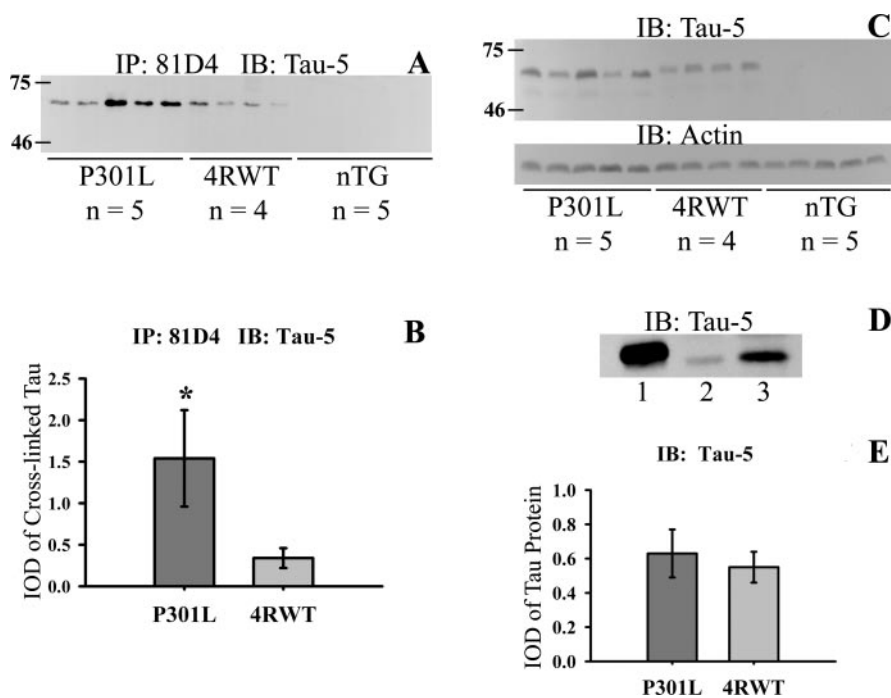 A
IP: 81D4 IB: Tau-5
75
46
P301L 4RWT nTG
n = 5 n = 4 n = 5
B
IP: 81D4 IB: Tau-5
IOD of Cross-linked Tau
2.5
2.0
1.5
1.0
0.5
0.0
*
P301L 4RWT
C
IB: Tau-5
75
46
IB: Actin
P301L 4RWT nTG
n = 5 n = 4 n = 5
D
IB: Tau-5
1 2 3
E
IB: Tau-5
IOD of Tau Protein
1.0
0.8
0.6
0.4
0.2
0.0
P301L 4RWT